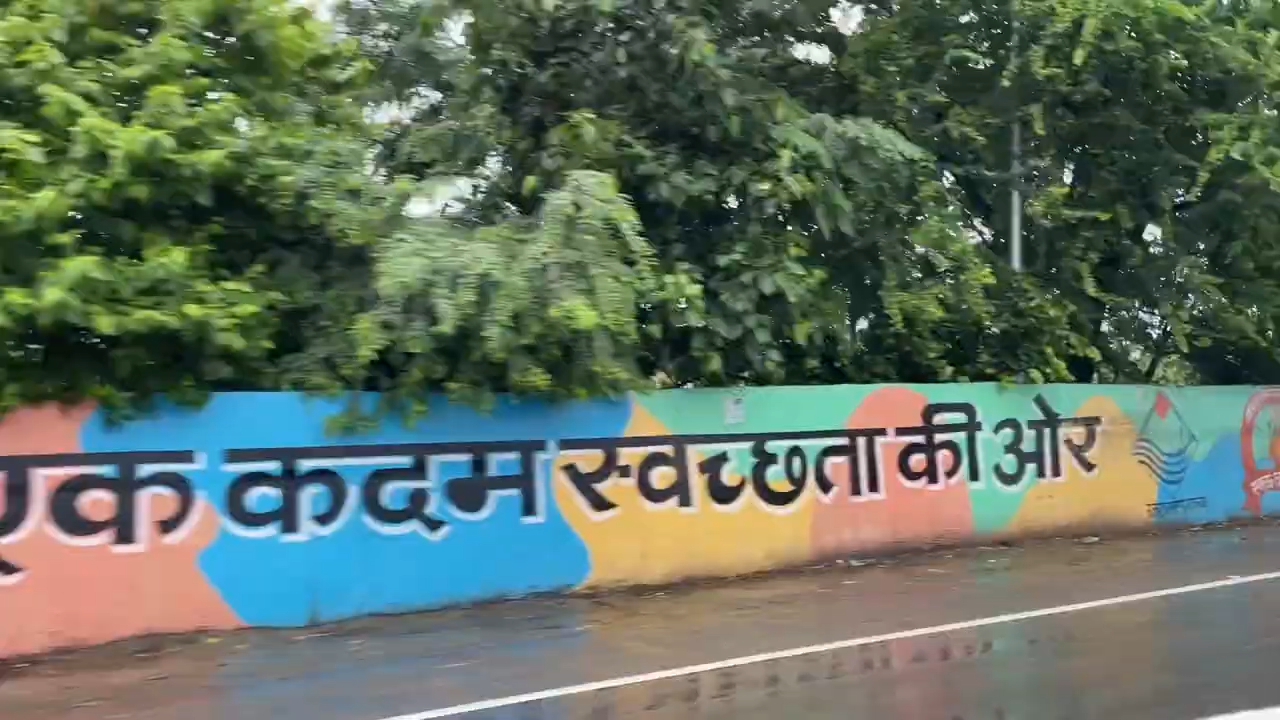 एक कदम स्वच्छता की ओर